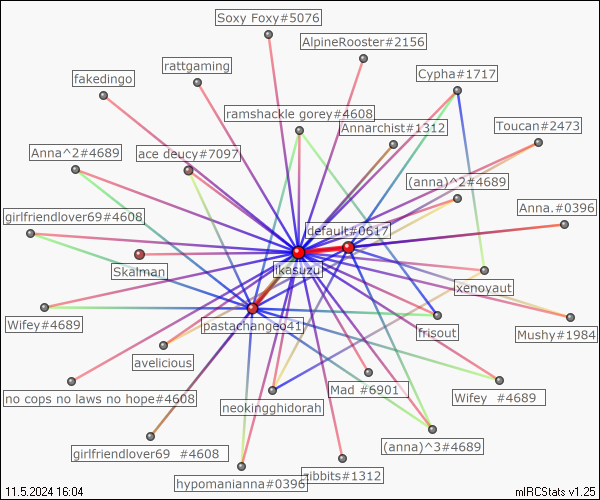 Soxy Foxy#5076
AlpineRooster#2156
rattgaming
Cypha#1717
fakedingo
ramshackle gorey#4608
Annarchist#1312
Toucan#2473
Anna^2#4689
ace deucy#7097
(anna)^2#4689
girlfriendlover69#4608
Anna.#0396
default#0617
Skalman
ikasuzu
xenoyaut
Wifey#4689
pastachangeo41
frisout
Mushy#1984
avelicious
no cops no laws no hope#4608
Mad #6901
Wifey #4689
neokingghidorah
girlfriendlover69 #4608
(anna)^3#4689
hypomanianna#0396
zibbits#1312
11.5.2024 16:04
mIRCStats v1.25